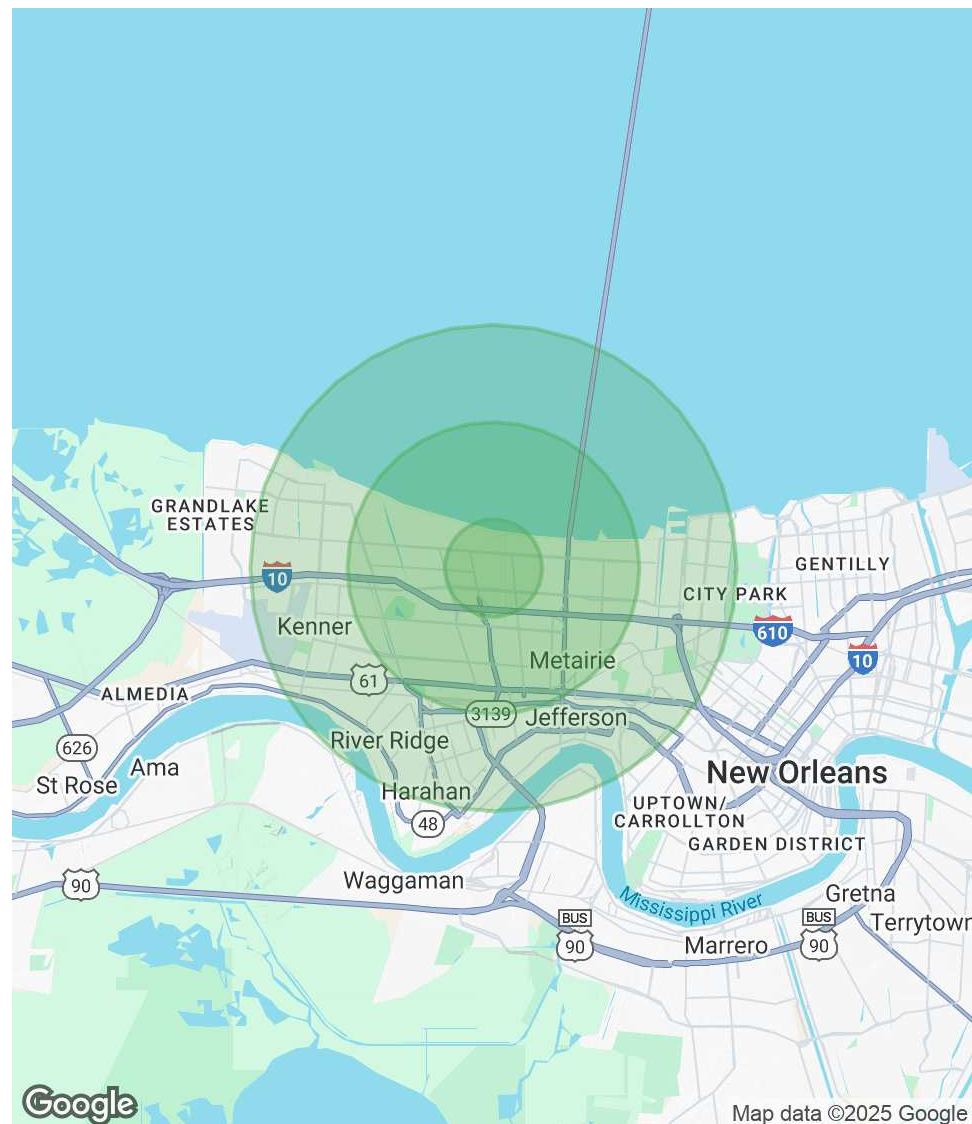 GRANDLAKE
ESTATES
10
GENTILLY
CITY PARK
610
Kenner
10
Metairie
61
ALMEDIA
3139
Jefferson
626
River Ridge
Ama
St Rose
New Orleans
Harahan
UPTOWN/
CARROLLTON
48
GARDEN DISTRICT
90
Waggaman
Mississippi River
Gretna
BUS
90
BUS
90
Terrytown
Marrero
Google
Map data ©2025 Google